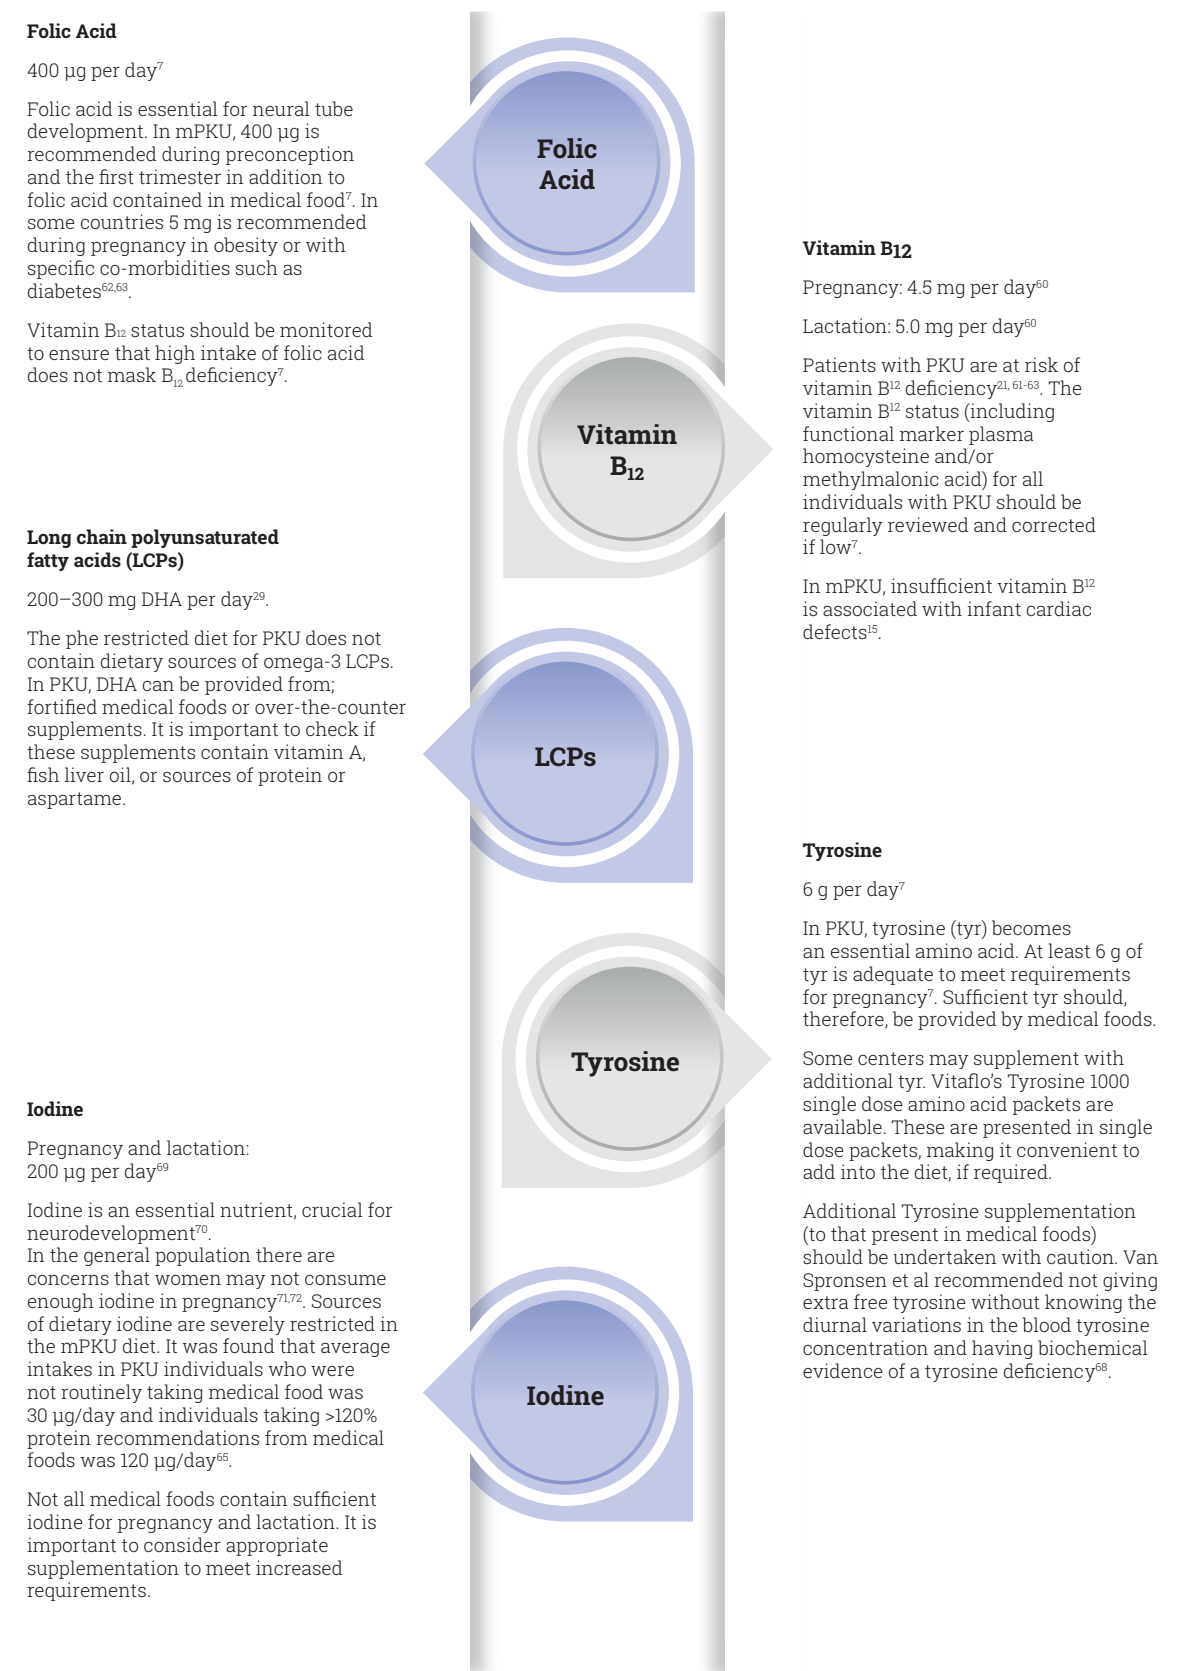 Folic Acid
400 µg per day7
Folic acid is essential for neural tube
development. In mPKU, 400 µg is
recommended during preconception
and the first trimester in addition to
folic acid contained in medical food7. In
some countries 5 mg is recommended
during pregnancy in obesity or with
specific co-morbidities such as
diabetes62,63.
Vitamin B12 status should be monitored
to ensure that high intake of folic acid
does not mask B12 deficiency7.
Folic
Acid
Vitamin B12
Pregnancy: 4.5 mg per day60
Lactation: 5.0 mg per day60
Patients with PKU are at risk of
vitamin B12 deficiency21, 61-63. The
vitamin B12 status (including
functional marker plasma
homocysteine and/or
methylmalonic acid) for all
individuals with PKU should be
regularly reviewed and corrected
if low7.
In mPKU, insufficient vitamin B12
is associated with infant cardiac
defects15.
Vitamin
B12
Long chain polyunsaturated
fatty acids (LCPs)
200–300 mg DHA per day29.
The phe restricted diet for PKU does not
contain dietary sources of omega-3 LCPs.
In PKU, DHA can be provided from;
fortified medical foods or over-the-counter
supplements. It is important to check if
these supplements contain vitamin A,
fish liver oil, or sources of protein or
aspartame.
LCPs
Tyrosine
6 g per day7
In PKU, tyrosine (tyr) becomes
an essential amino acid. At least 6 g of
tyr is adequate to meet requirements
for pregnancy7. Sufficient tyr should,
therefore, be provided by medical foods.
Some centers may supplement with
additional tyr. Vitaflo's Tyrosine 1000
single dose amino acid packets are
available. These are presented in single
dose packets, making it convenient to
add into the diet, if required.
Additional Tyrosine supplementation
(to that present in medical foods)
should be undertaken with caution. Van
Spronsen et al recommended not giving
extra free tyrosine without knowing the
diurnal variations in the blood tyrosine
concentration and having biochemical
evidence of a tyrosine deficiency68.
Tyrosine
Iodine
Pregnancy and lactation:
200 µg per day69
Iodine is an essential nutrient, crucial for
neurodevelopment70.
In the general population there are
concerns that women may not consume
enough iodine in pregnancy71,72. Sources
of dietary iodine are severely restricted in
the mPKU diet. It was found that average
intakes in PKU individuals who were
not routinely taking medical food was
30 µg/day and individuals taking >120%
protein recommendations from medical
foods was 120 µg/day65.
Not all medical foods contain sufficient
iodine for pregnancy and lactation. It is
important to consider appropriate
supplementation to meet increased
requirements.
Iodine